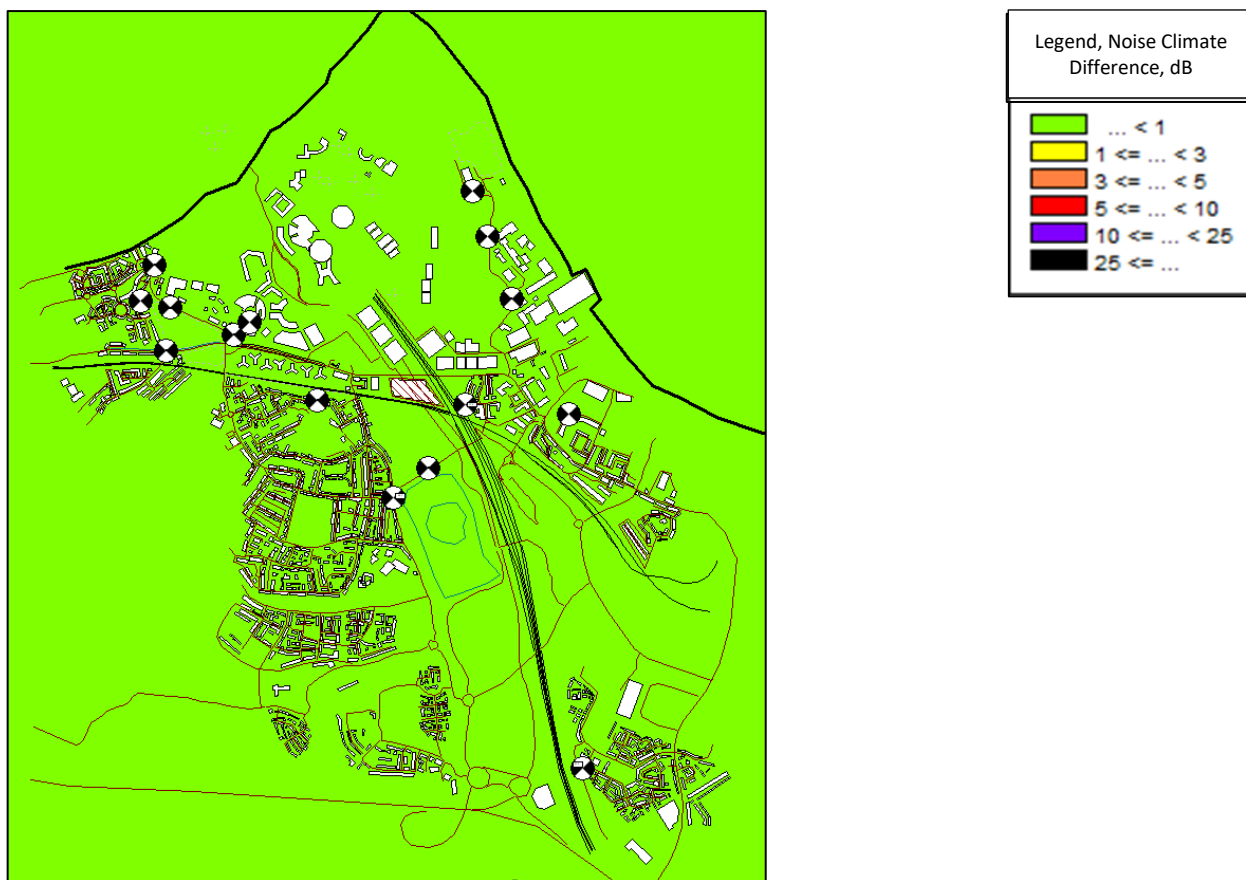 Legend, Noise Climate
Difference, dB
... < 1
1 <= ... < 3
3 <= ... < 5
5 <= ... < 10
10 <= ... < 25
25 <= ...